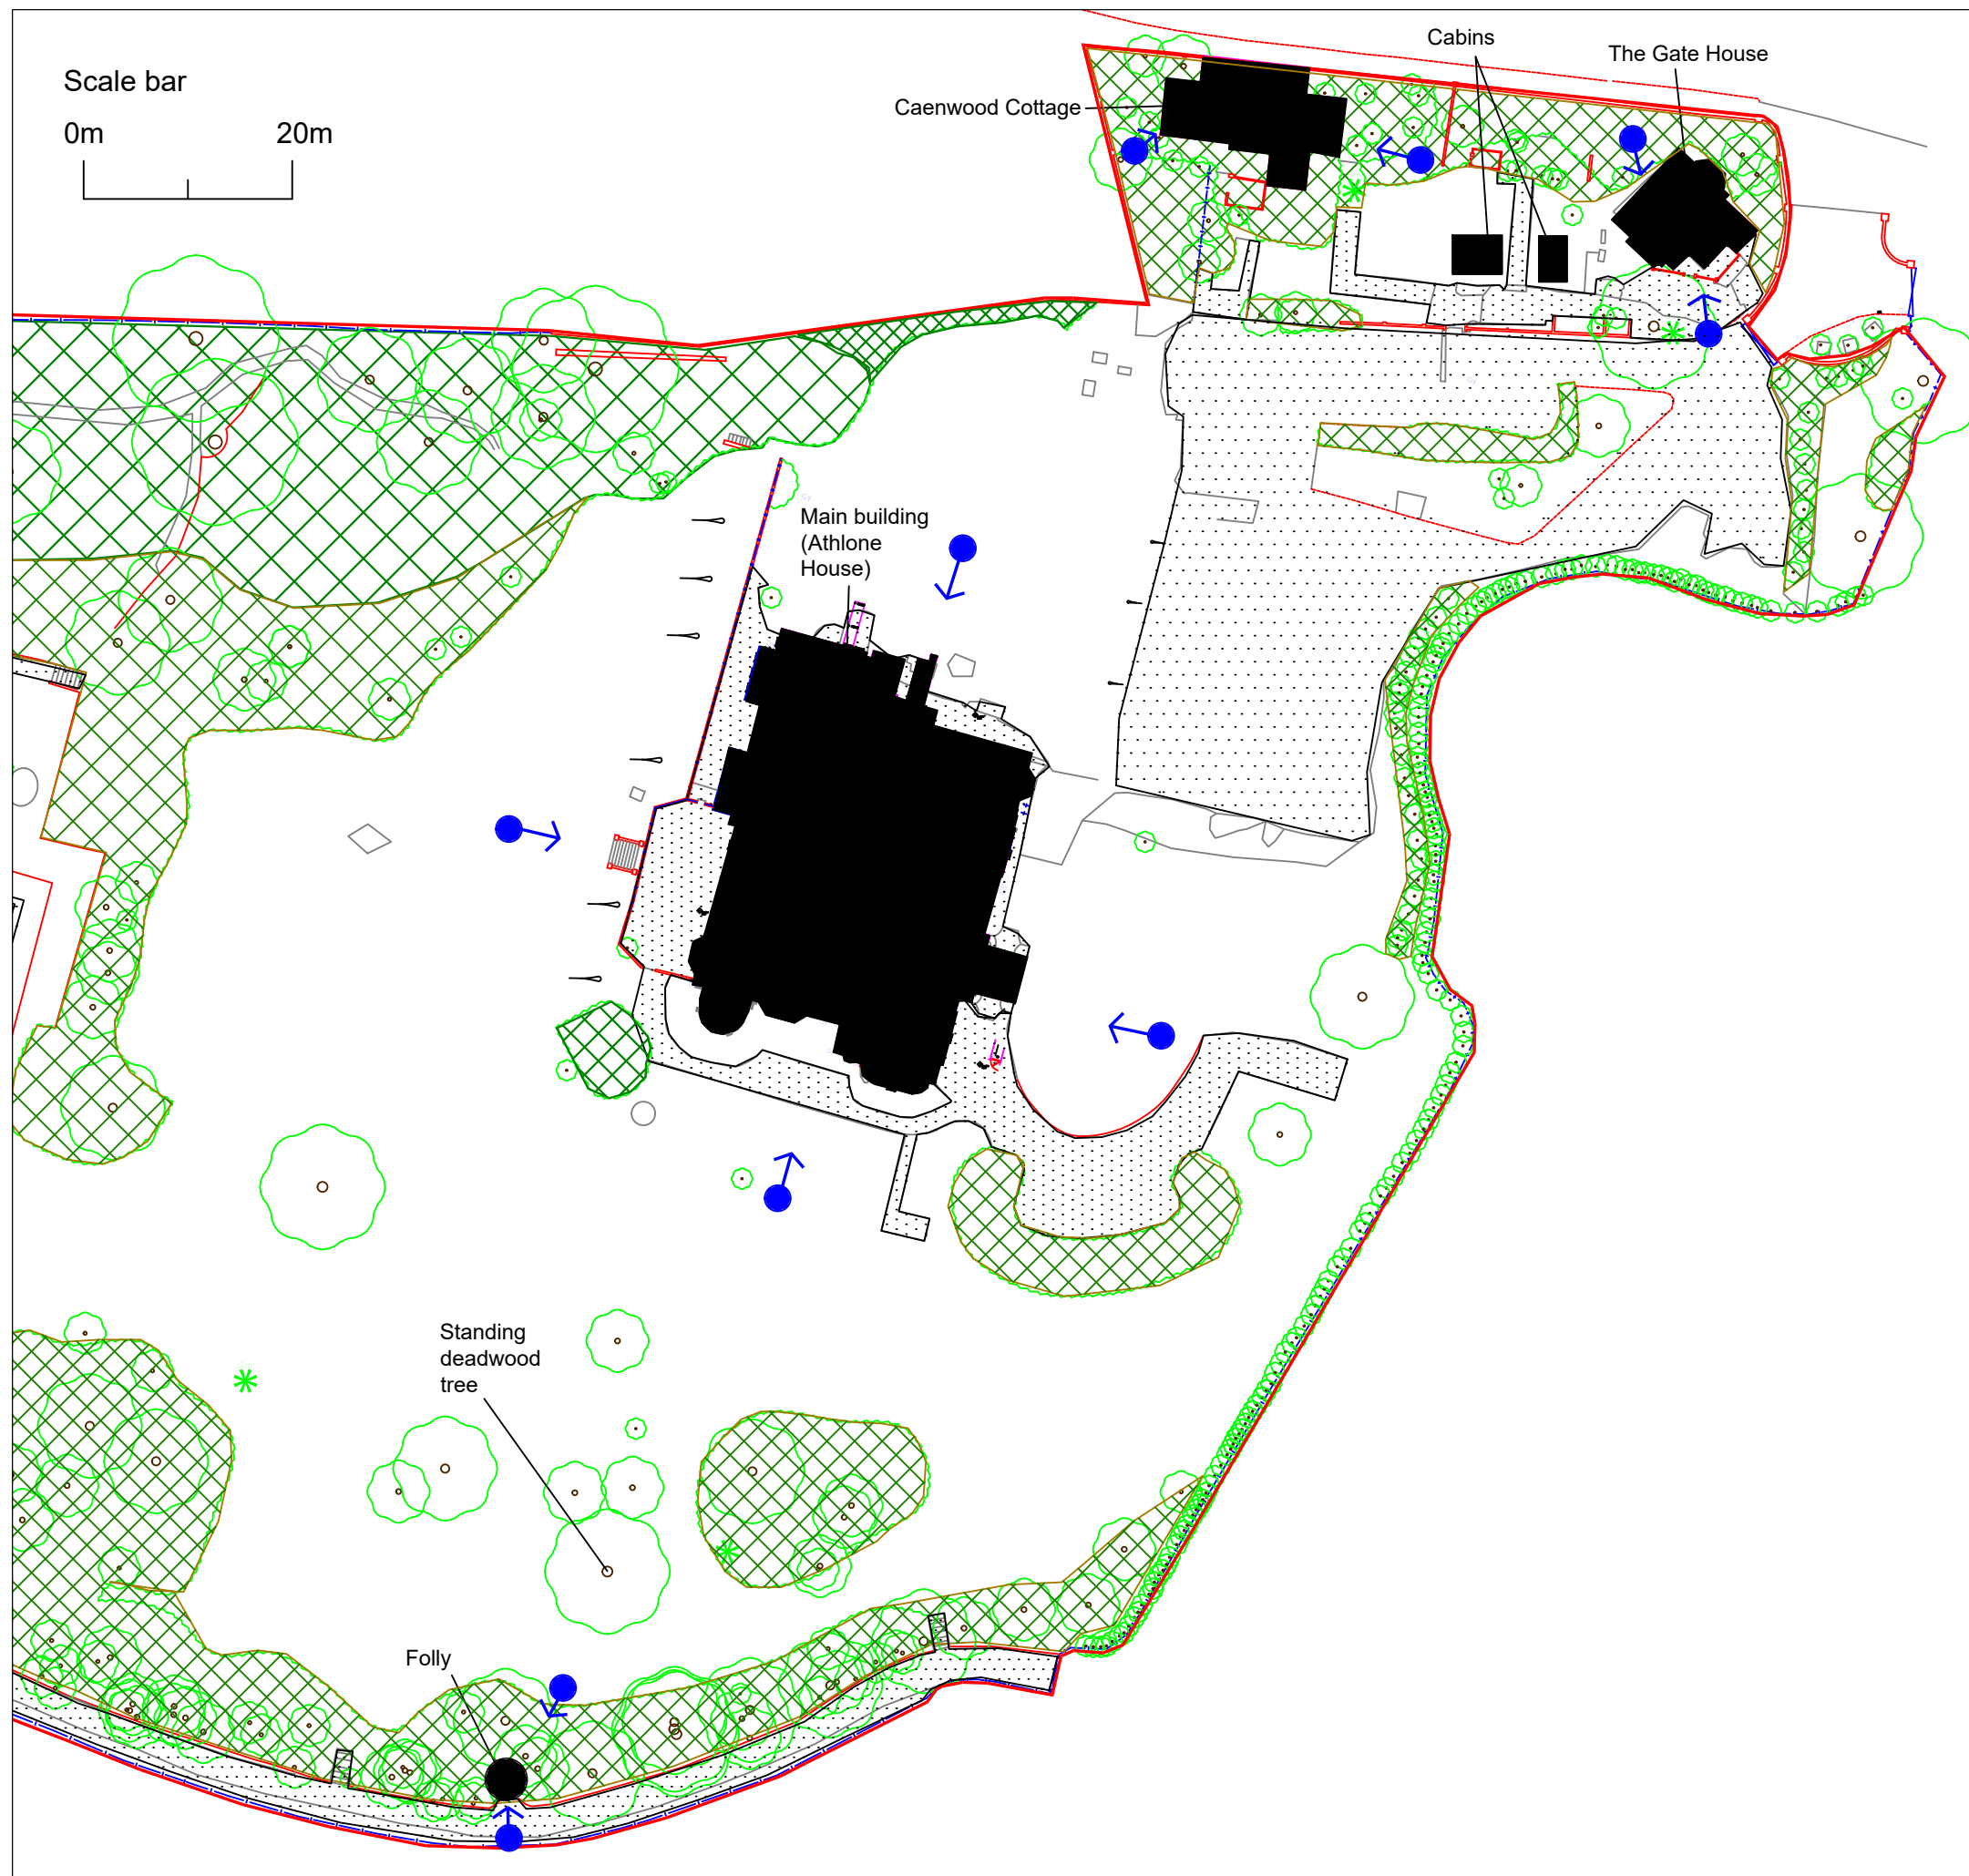 Cabins
The Gate House
Scale bar
Caenwood Cottage
0m 20m
Main building
(Athlone
House)
Standing
deadwood
tree
Folly